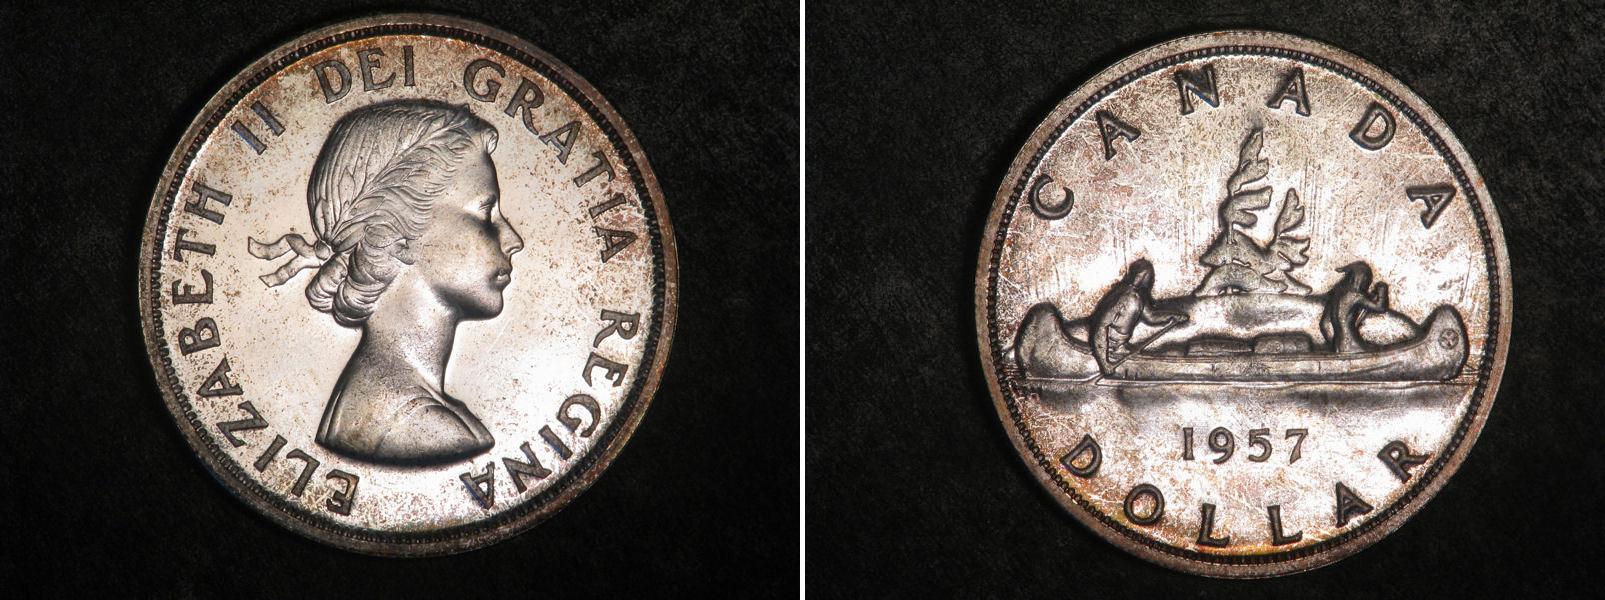 ELIZABETH II DEI GRATIA REGINA
CANADA
1957
DOLLAR